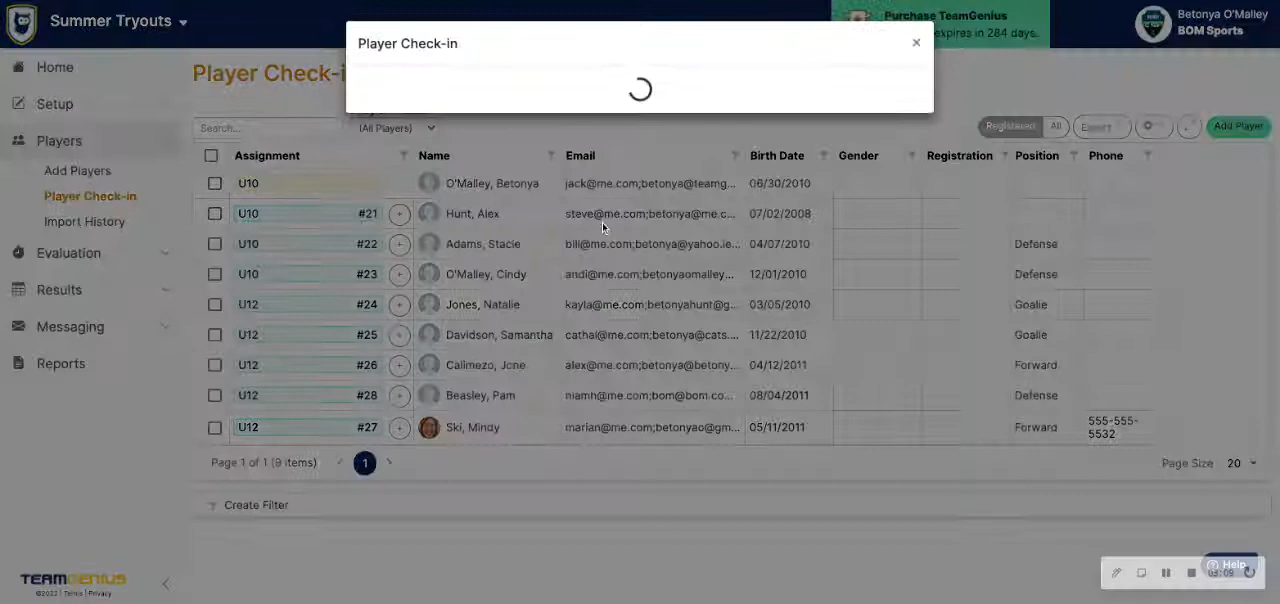 Summer Tryouts
Purchase TeamGenius
expires in 284 days.
Betonya O'Malley
BOM Sports
Player Check-in
×
Home
Setup
Players
Add Players
Player Check-in
Import History
Evaluation
Results
Messaging
Reports
Player Check-i
Search...
(All Players)
Registered All Export Add Player
Assignment Name Email Birth Date Gender Registration Position Phone
U10 O'Malley, Betonya jack@me.com;betonya@teamg... 06/30/2010
U10 #21 + Hunt, Alex steve@me.com;betonya@me.c... 07/02/2008
U10 #22 + Adams, Stacie bill@me.com;betonya@yahoo.ie... 04/07/2010 Defense
U10 #23 + O'Malley, Cindy andi@me.com;betonyaomalley... 12/01/2010 Defense
U12 #24 + Jones, Natalie kayla@me.com;betonyahunt@g... 03/05/2010 Goalie
U12 #25 + Davidson, Samantha cathal@me.com;betonya@cats.... 11/22/2010 Goalie
U12 #26 + Calimezo, Jone alex@me.com;betonya@betony... 04/12/2011 Forward
U12 #28 + Beasley, Pam niamh@me.com;bom@bom.co... 08/04/2011 Defense
U12 #27 + Ski, Mindy marian@me.com;betonyao@gm... 05/11/2011 Forward 555-555-
5532
Page 1 of 1 (9 items) 1 Page Size 20
Create Filter
TEAMGENIUS
©2022 | Terms | Privacy
Help
03:09